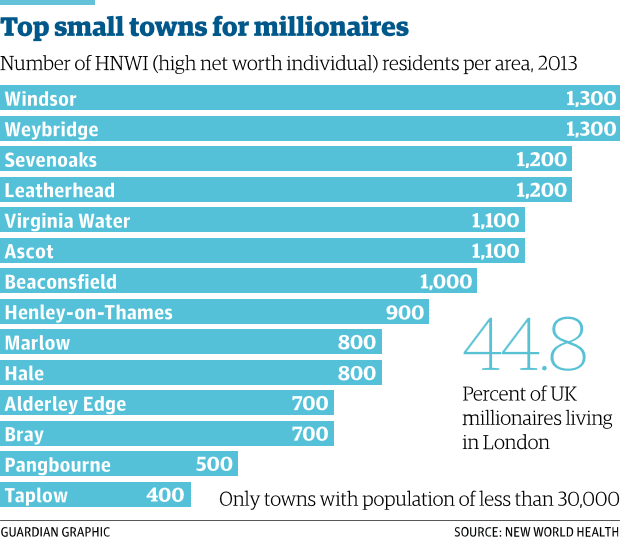 Top small towns for millionaires
Number of HNWI (high net worth individual) residents per area, 2013
Windsor 1,300
Weybridge 1,300
Sevenoaks 1,200
Leatherhead 1,200
Virginia Water 1,100
Ascot 1,100
Beaconsfield 1,000
Henley-on-Thames 900
Marlow 800
Hale 800
Alderley Edge 700
Bray 700
Pangbourne 500
Taplow 400
44.8
Percent of UK
millionaires living
in London
Only towns with population of less than 30,000
GUARDIAN GRAPHIC
SOURCE: NEW WORLD HEALTH